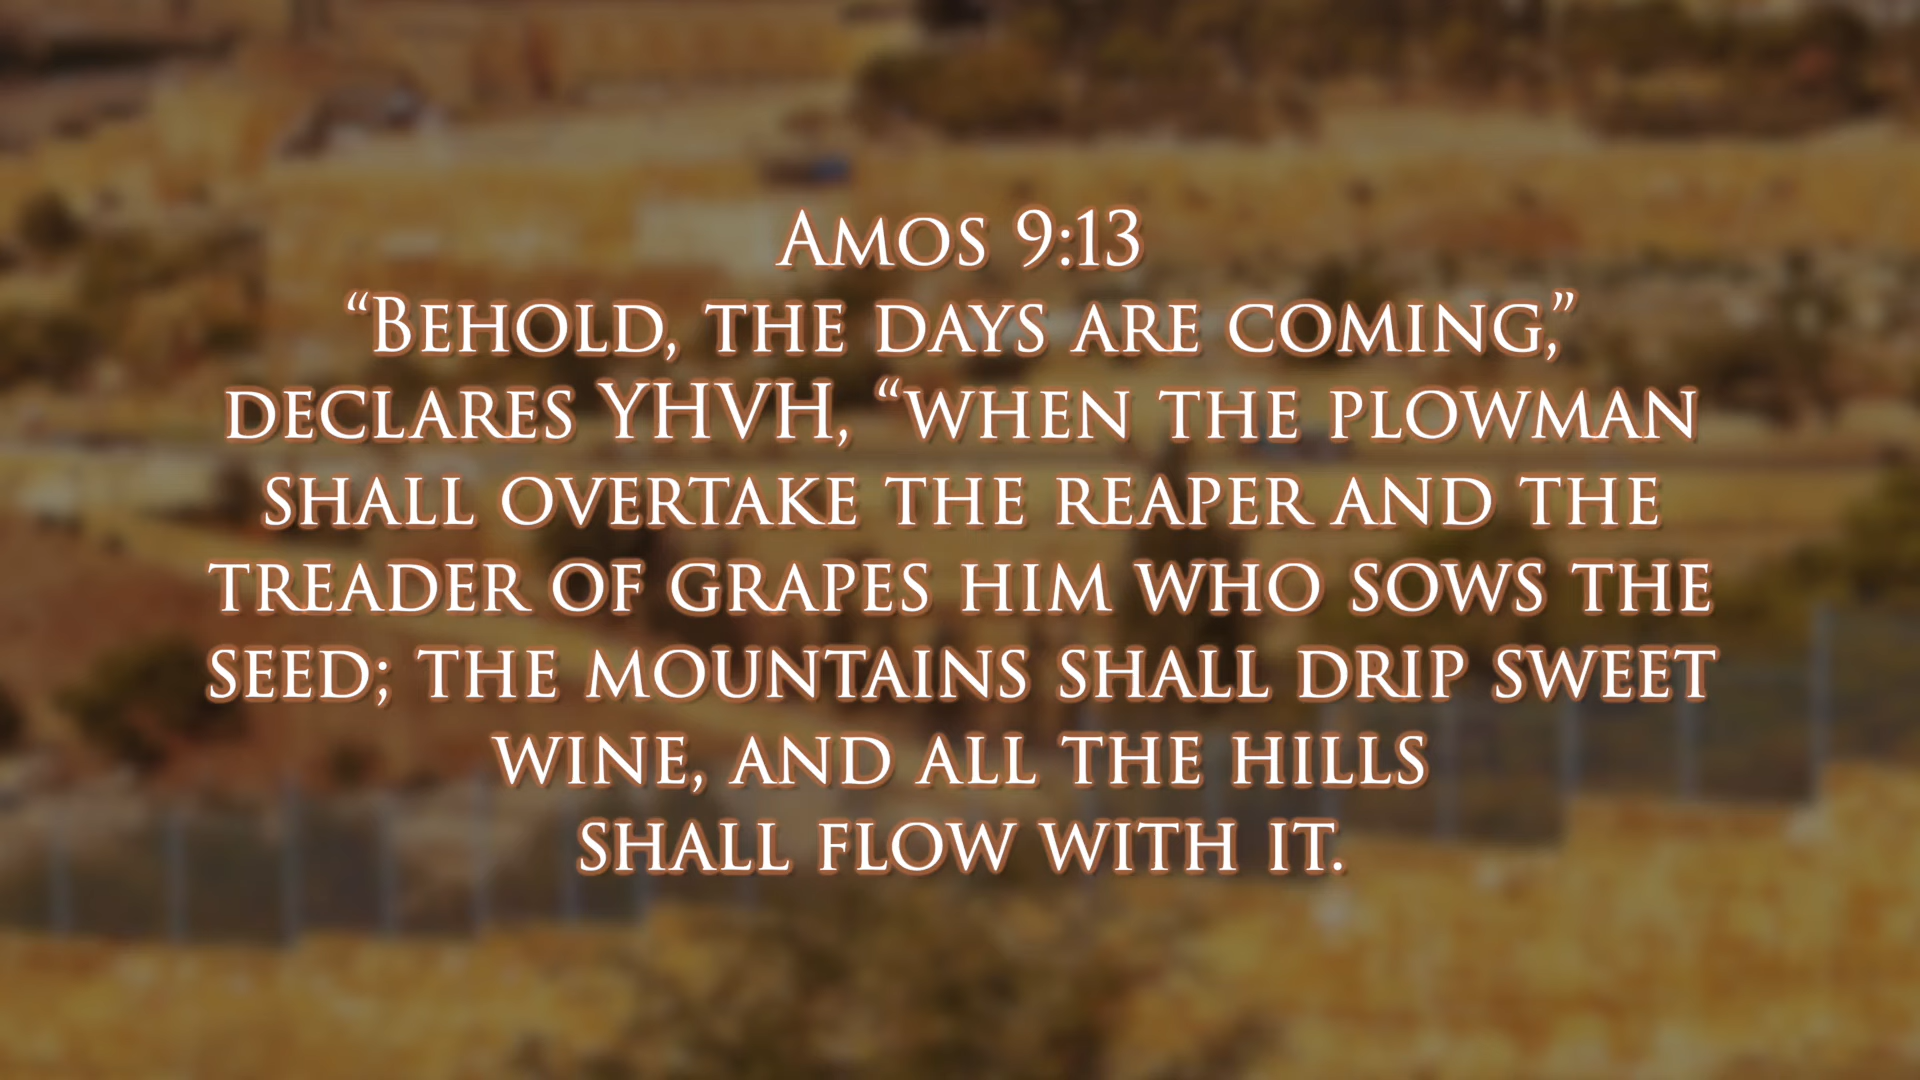 Amos 9:13
“Behold, the days are coming,”
declares YHVH, “when the plowman
shall overtake the reaper and the
treader of grapes him who sows the
seed; the mountains shall drip sweet
wine, and all the hills
shall flow with it.